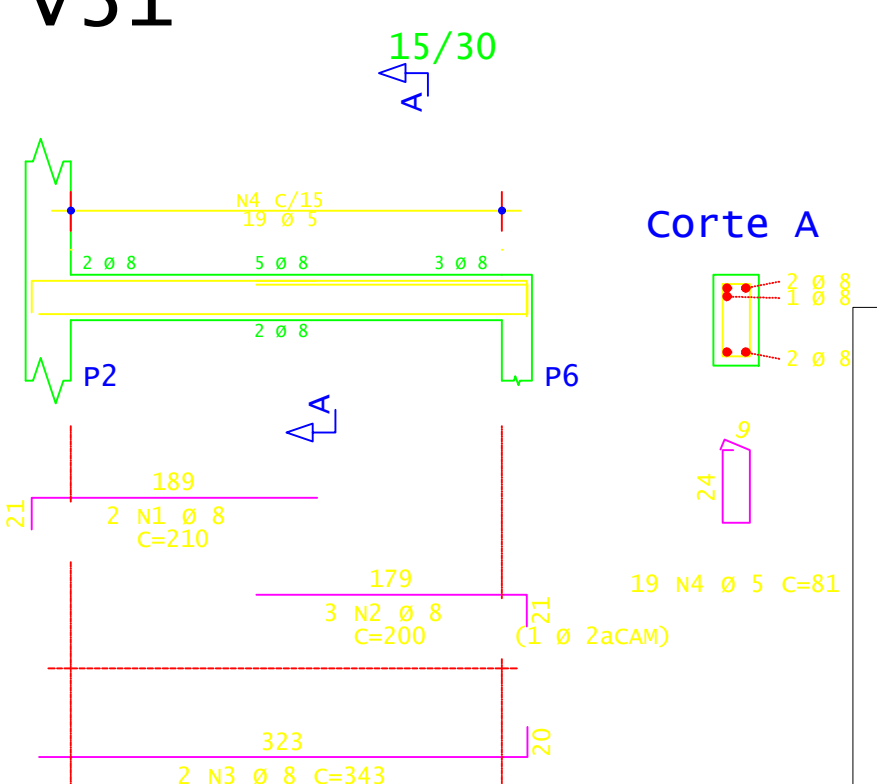 V31
15/30
A
N4 C/15
19 Ø 5
Corte A
2 Ø 8 5 Ø 8 3 Ø 8
2 Ø 8
1 Ø 8
2 Ø 8
2 Ø 8
P2 P6
A
9
24
189
21
2 N1 Ø 8
C=210
179
21
19 N4 Ø 5 C=81
3 N2 Ø 8
C=200
(1 Ø 2aCAM)
323
20
2 N3 Ø 8 C=343